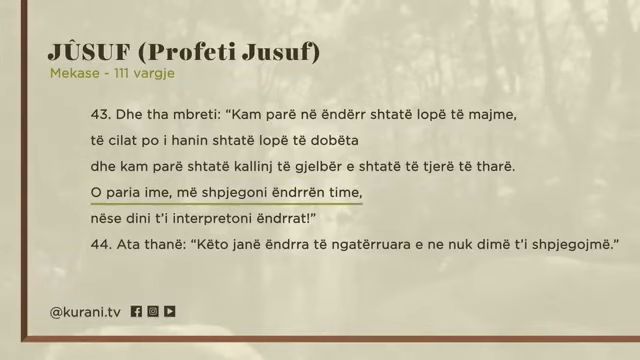 JÛSUF (Profeti Jusuf)
Mekase - 111 vargje
43. Dhe tha mbreti: “Kam parë në ëndërr shtatë lopë të majme,
të cilat po i hanin shtatë lopë të dobëta
dhe kam parë shtatë kallinj të gjelbër e shtatë të tjerë të tharë.
O paria ime, më shpjegoni ëndrrën time,
nëse dini t’i interpretoni ëndrrat!”
44. Ata thanë: “Këto janë ëndrra të ngatërruara e ne nuk dimë t’i shpjegojmë.”
@kurani.tv